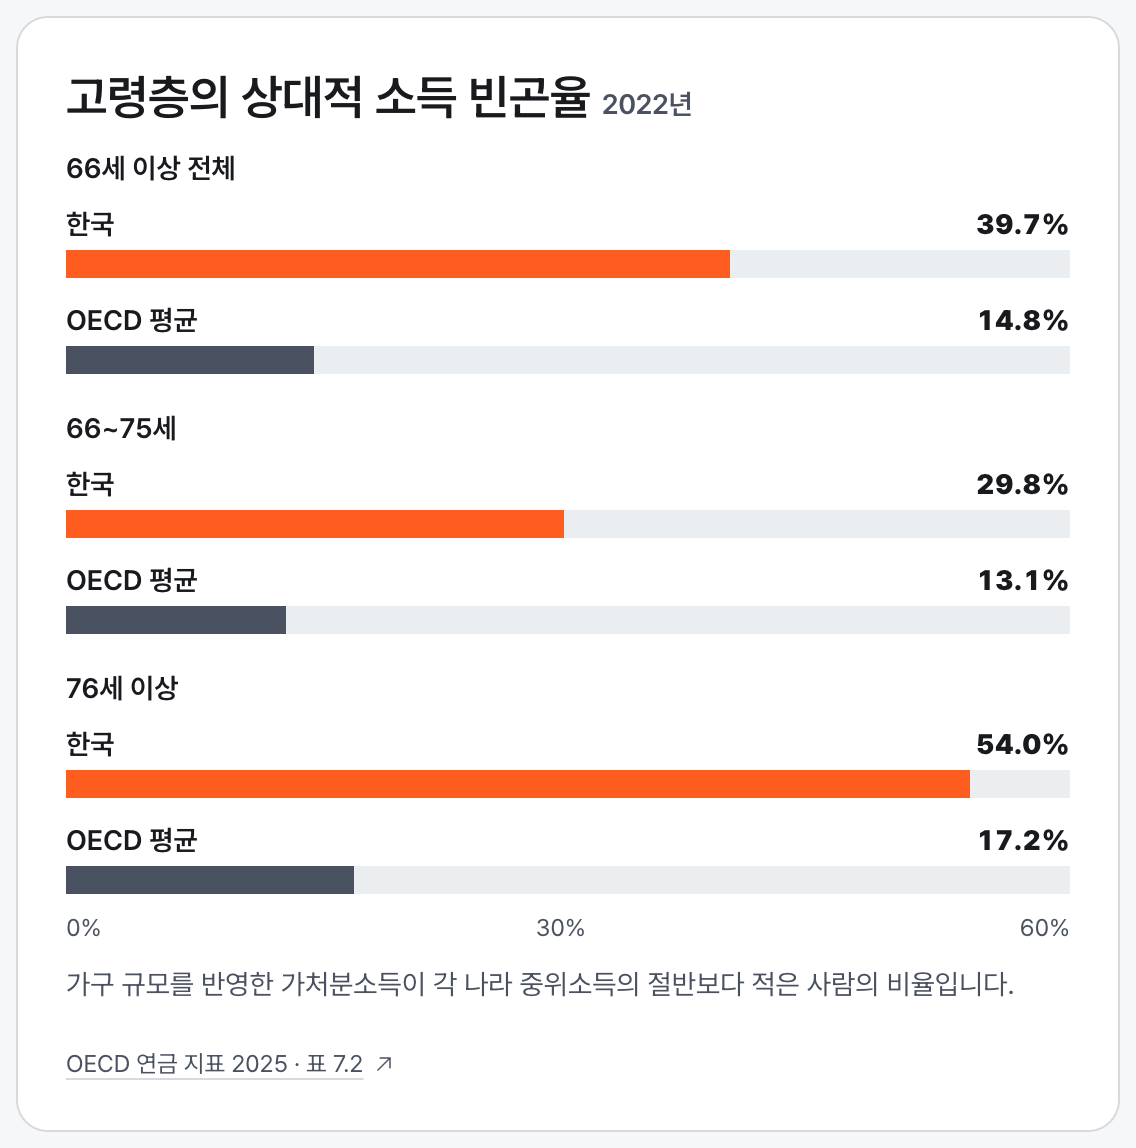 고령층의 상대적 소득 빈곤율 2022년
66세 이상 전체
한국 39.7%
OECD 평균 14.8%
66~75세
한국 29.8%
OECD 평균 13.1%
76세 이상
한국 54.0%
OECD 평균 17.2%
0% 30% 60%
가구 규모를 반영한 가처분소득이 각 나라 중위소득의 절반보다 적은 사람의 비율입니다.
OECD 연금 지표 2025 · 표 7.2 ↗